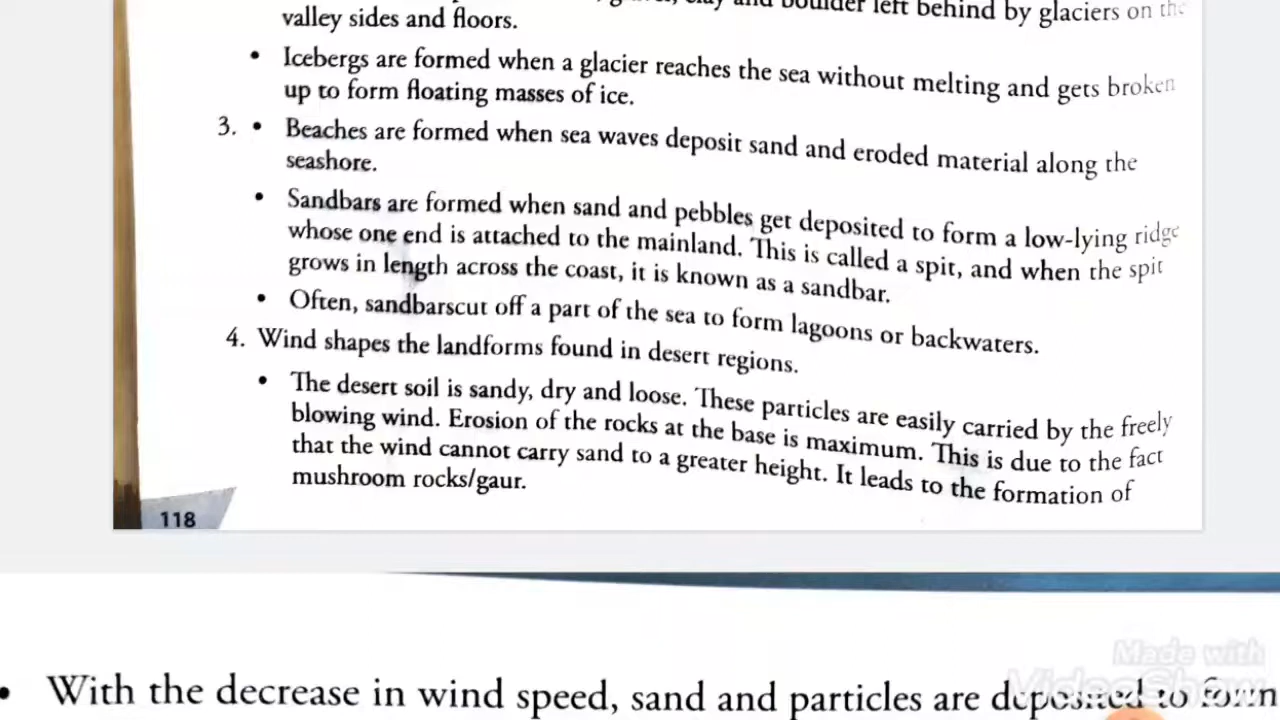 boulder left behind by glaciers on the
valley sides and floors.
• Icebergs are formed when a glacier reaches the sea without melting and gets broken
up to form floating masses of ice.
3. • Beaches are formed when sea waves deposit sand and eroded material along the
seashore.
• Sandbars are formed when sand and pebbles get deposited to form a low-lying ridge
whose one end is attached to the mainland. This is called a spit, and when the spit
grows in length across the coast, it is known as a sandbar.
• Often, sandbarscut off a part of the sea to form lagoons or backwaters.
4. Wind shapes the landforms found in desert regions.
• The desert soil is sandy, dry and loose. These particles are easily carried by the freely
blowing wind. Erosion of the rocks at the base is maximum. This is due to the fact
that the wind cannot carry sand to a greater height. It leads to the formation of
mushroom rocks/gaur.
118
Made with
VideoShow
• With the decrease in wind speed, sand and particles are deposited to form